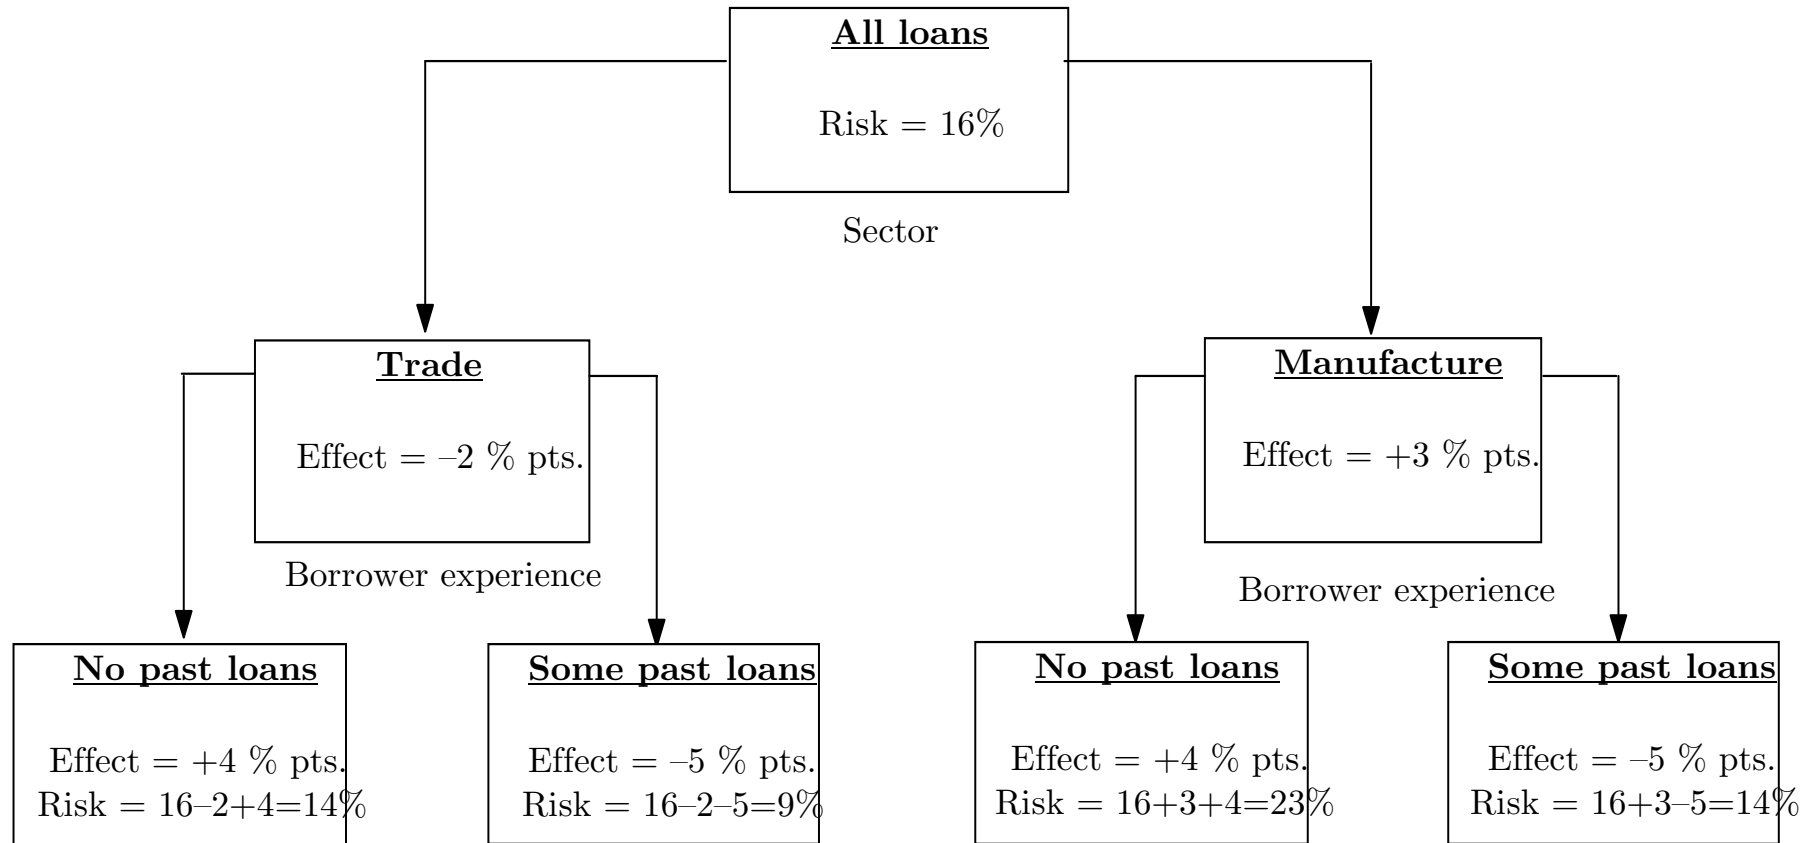 All loans
Risk = 16%
Sector
Trade
Effect = –2 % pts.
Borrower experience
Manufacture
Effect = +3 % pts.
Borrower experience
No past loans
Effect = +4 % pts.
Risk = 16–2+4=14%
Some past loans
Effect = –5 % pts.
Risk = 16–2–5=9%
No past loans
Effect = +4 % pts.
Risk = 16+3+4=23%
Some past loans
Effect = –5 % pts.
Risk = 16+3–5=14%